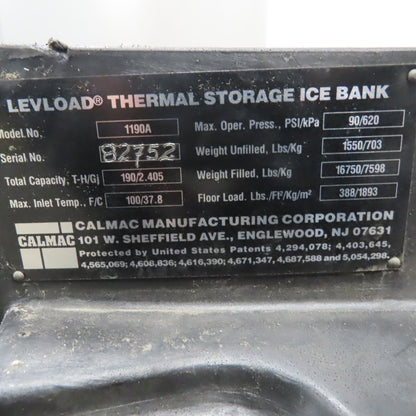 LEVLOAD® THERMAL STORAGE ICE BANK
Model No. 1190A Max. Oper. Press., PSI/kPa 90/620
Serial No. 82752 Weight Unfilled, Lbs/Kg 1550/703
Total Capacity, T-H/GJ 190/2.405 Weight Filled, Lbs/Kg 16750/7598
Max. Inlet Temp., F/C 100/37.8 Floor Load, Lbs./Ft²/Kg/m² 388/1893
CALMAC
CALMAC MANUFACTURING CORPORATION
101 W. SHEFFIELD AVE., ENGLEWOOD, NJ 07631
Protected by United States Patents 4,294,078; 4,403,645,
4,565,069; 4,608,836; 4,616,390; 4,671,347, 4,687,588 and 5,054,298.